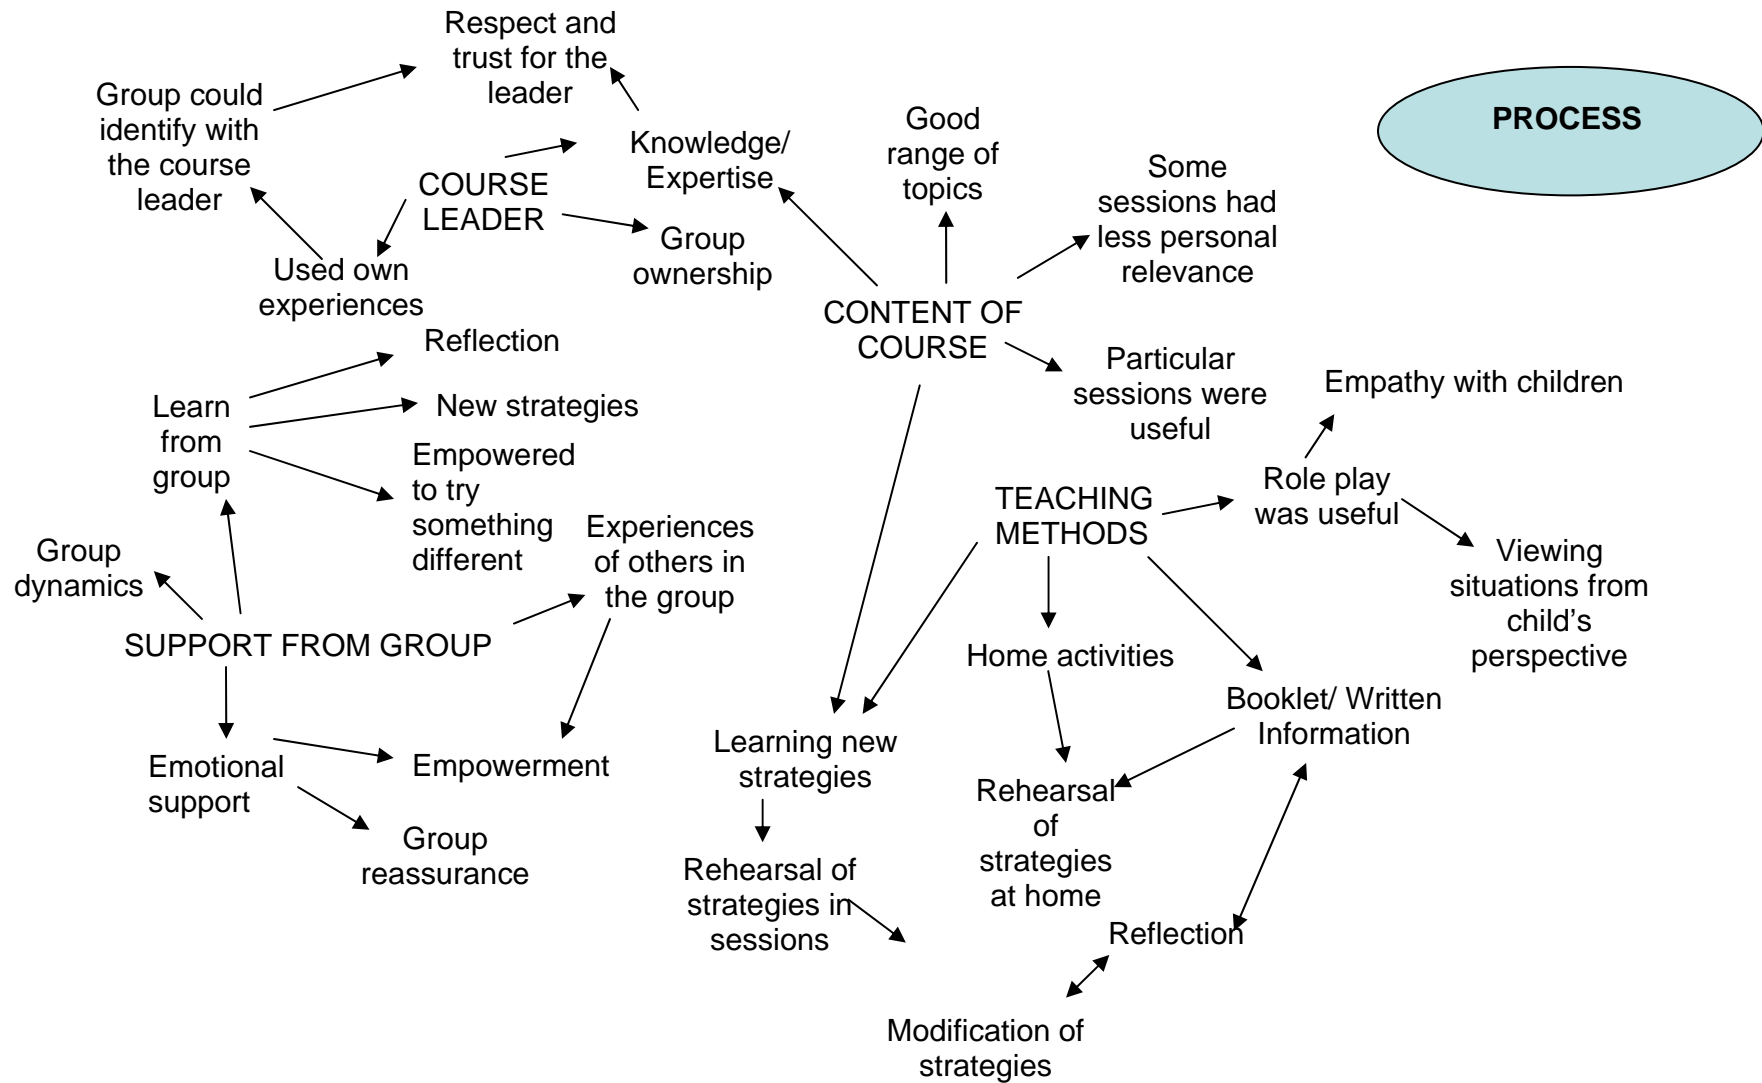 Respect and
trust for the
leader
Group could
identify with
the course
leader
COURSE
LEADER
Knowledge/
Expertise
Group
ownership
Used own
experiences
Good
range of
topics
Some
sessions had
less personal
relevance
PROCESS
CONTENT OF
COURSE
Particular
sessions were
useful
Reflection
Learn
from
group
New strategies
Empowered
to try
something
different
Experiences
of others in
the group
Group
dynamics
SUPPORT FROM GROUP
Emotional
support
Empowerment
Group
reassurance
TEACHING
METHODS
Empathy with children
Role play
was useful
Viewing
situations from
child’s
perspective
Home activities
Booklet/ Written
Information
Learning new
strategies
Rehearsal
of
strategies
at home
Rehearsal of
strategies in
sessions
Reflection
Modification of
strategies